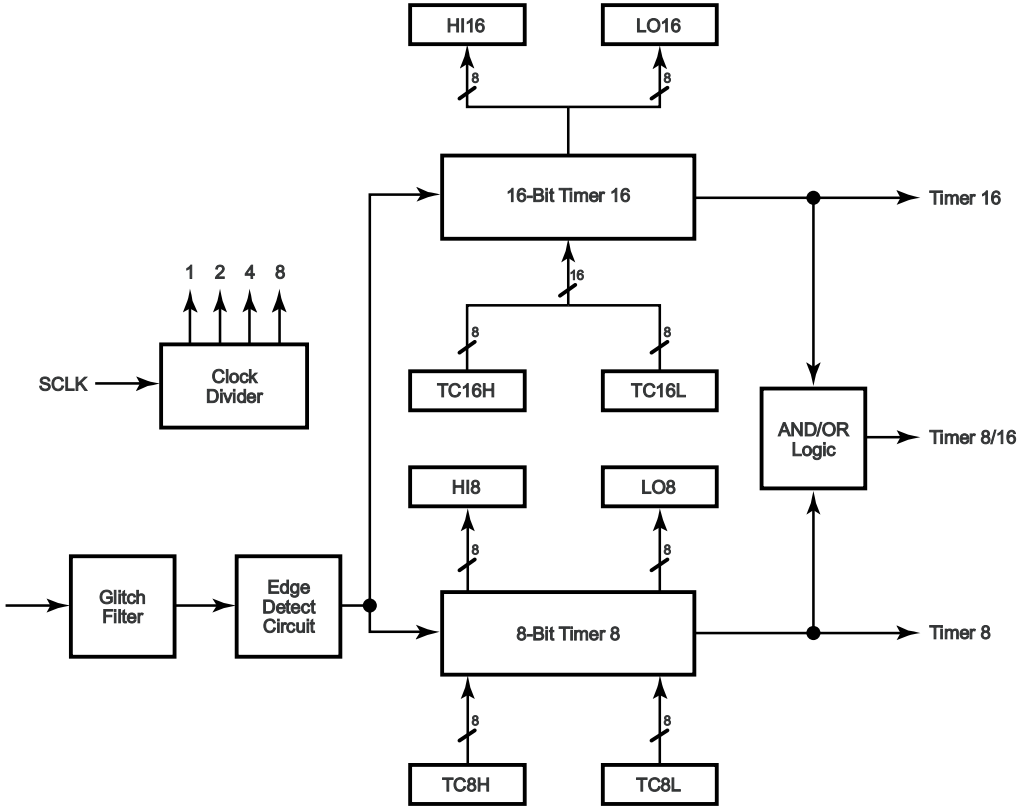 HI16
LO16
8
8
16-Bit Timer 16
Timer 16
16
1 2 4 8
8
8
SCLK
Clock
Divider
TC16H
TC16L
AND/OR
Logic
Timer 8/16
HI8
LO8
8
8
Glitch
Filter
Edge
Detect
Circuit
8-Bit Timer 8
Timer 8
8
8
TC8H
TC8L